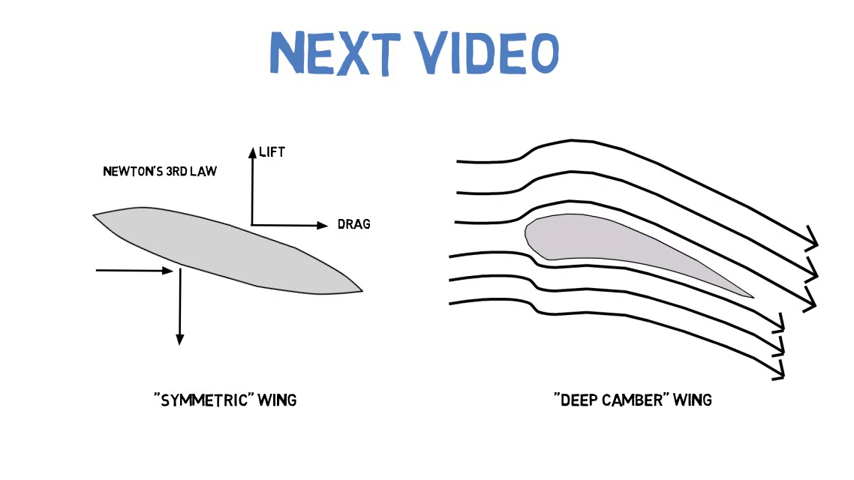 NEXT VIDEO
NEWTON'S 3RD LAW
LIFT
DRAG
"SYMMETRIC" WING
"DEEP CAMBER" WING